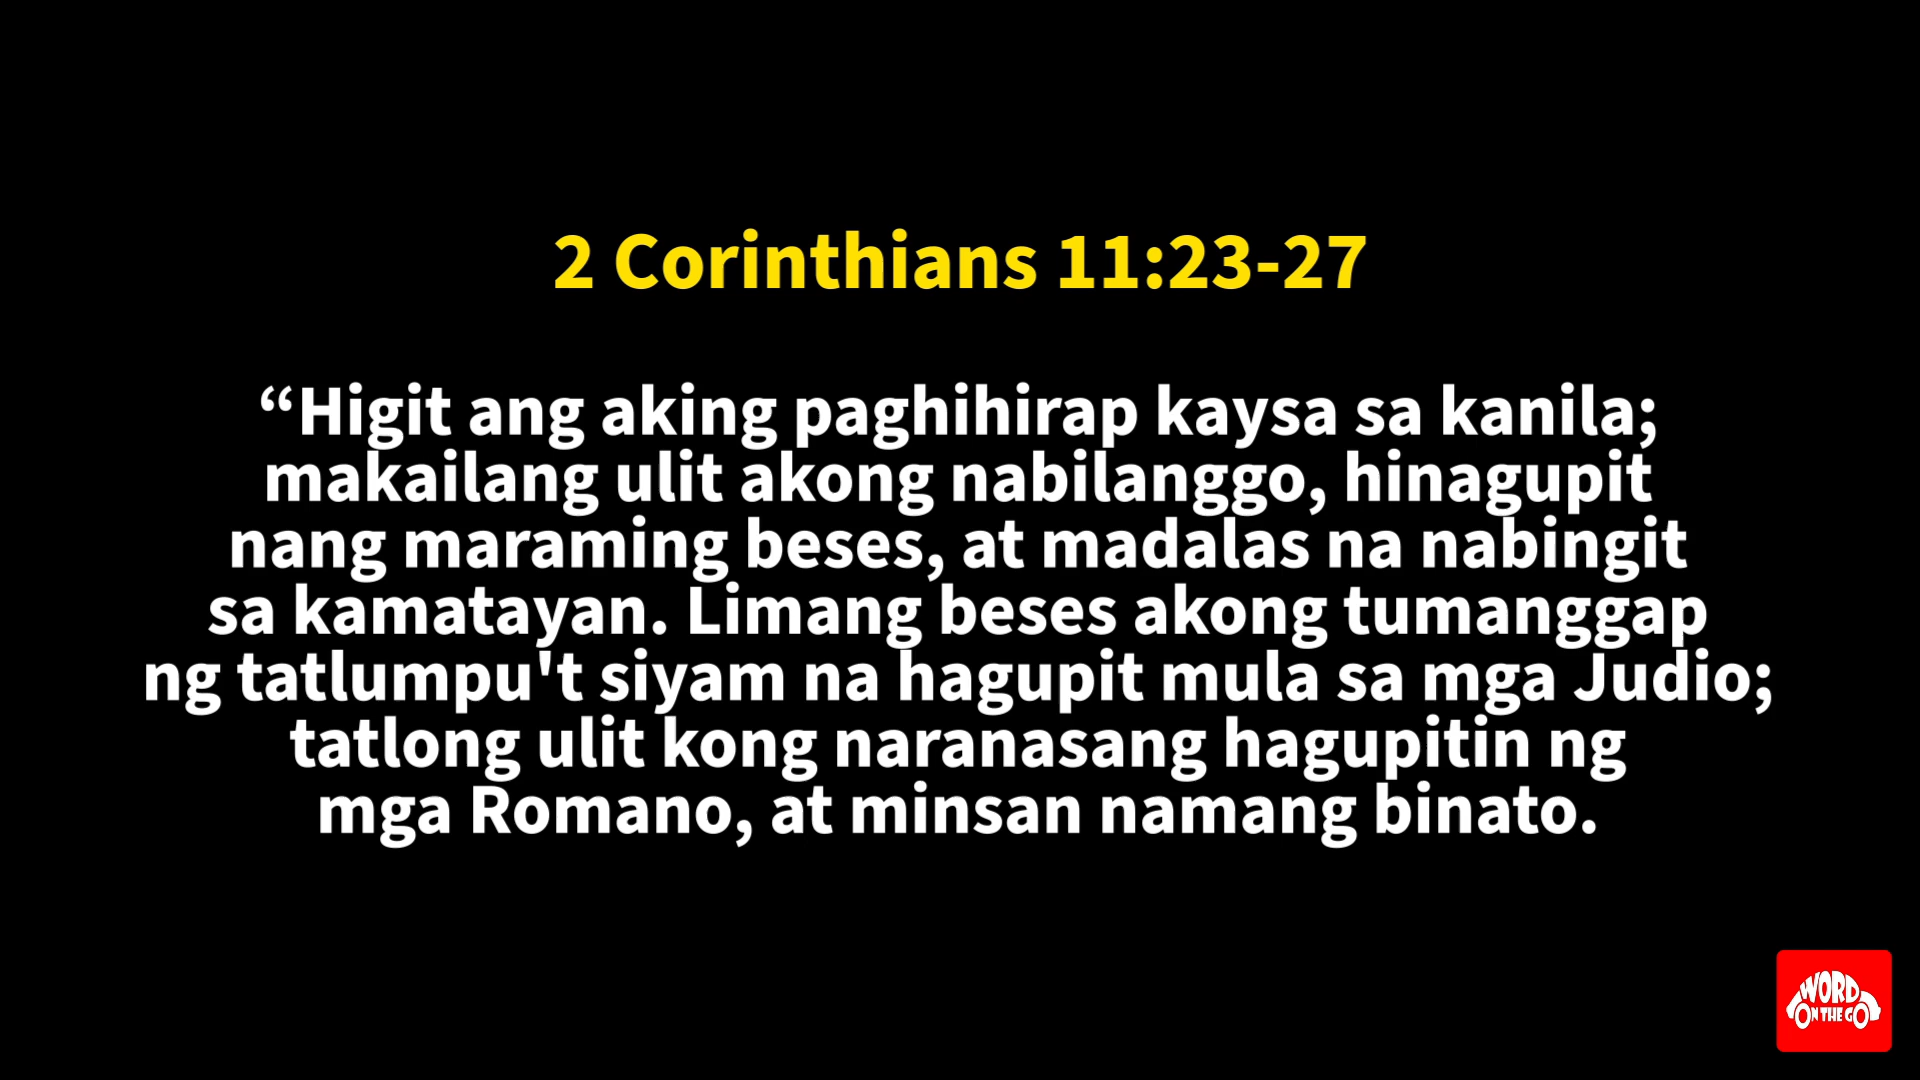 2 Corinthians 11:23-27
“Higit ang aking paghihirap kaysa sa kanila;
makailang ulit akong nabilanggo, hinagupit
nang maraming beses, at madalas na nabingit
sa kamatayan. Limang beses akong tumanggap
ng tatlumpu't siyam na hagupit mula sa mga Judio;
tatlong ulit kong naranasang hagupitin ng
mga Romano, at minsan namang binato.
WORD
ON THE GO